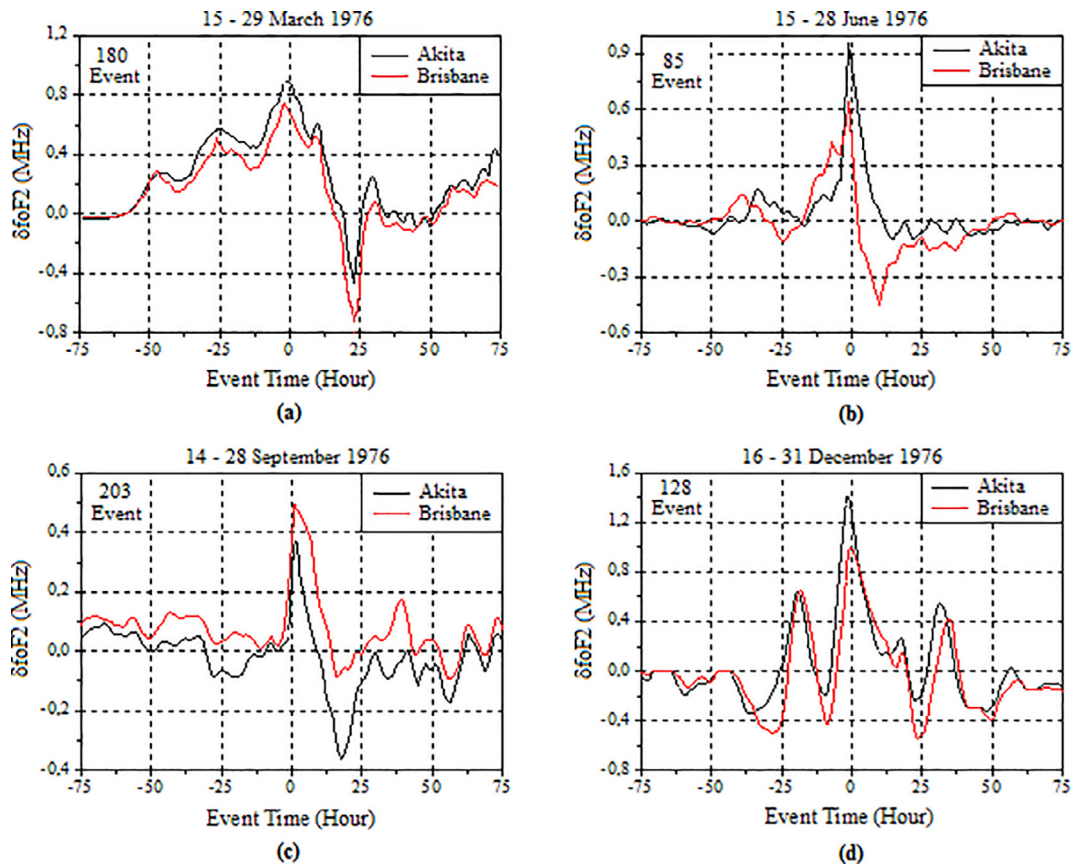 15 - 29 March 1976
180
Event
Akita
Brisbane
1,2
0,8
0,4
0,0
-0,4
-0,8
δfoF2 (MHz)
-75 -50 -25 0 25 50 75
Event Time (Hour)
(a)
15 - 28 June 1976
85
Event
Akita
Brisbane
0,9
0,6
0,3
0,0
-0,3
-0,6
δfoF2 (MHz)
-75 -50 -25 0 25 50 75
Event Time (Hour)
(b)
14 - 28 September 1976
203
Event
Akita
Brisbane
0,6
0,4
0,2
0,0
-0,2
-0,4
δfoF2 (MHz)
-75 -50 -25 0 25 50 75
Event Time (Hour)
(c)
16 - 31 December 1976
128
Event
Akita
Brisbane
1,6
1,2
0,8
0,4
0,0
-0,4
-0,8
δfoF2 (MHz)
-75 -50 -25 0 25 50 75
Event Time (Hour)
(d)